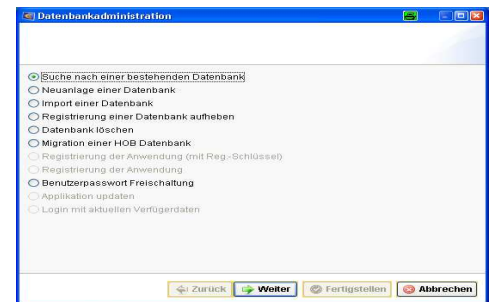 Datenbankadministration
Suche nach einer bestehenden Datenbank
Neuanlage einer Datenbank
Import einer Datenbank
Registrierung einer Datenbank aufheben
Datenbank löschen
Migration einer HOB Datenbank
Registrierung der Anwendung (mit Reg.-Schlüssel)
Registrierung der Anwendung
Benutzerpasswort Freischaltung
Applikation updaten
Login mit aktuellen Verfügerdaten
Zurück Weiter Fertigstellen Abbrechen